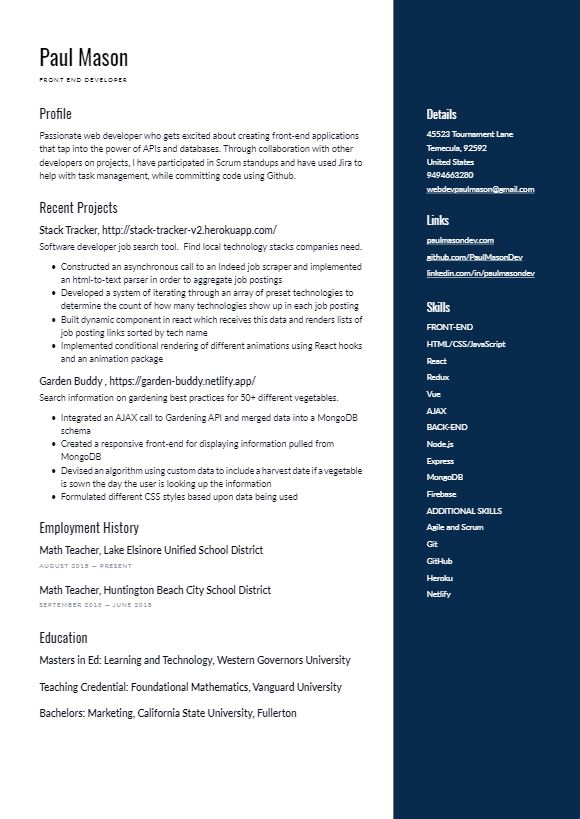 Paul Mason
FRONT END DEVELOPER
Profile
Passionate web developer who gets excited about creating front-end applications
that tap into the power of APIs and databases. Through collaboration with other
developers on projects, I have participated in Scrum standups and have used Jira to
help with task management, while committing code using Github.
Recent Projects
Stack Tracker, http://stack-tracker-v2.herokuapp.com/
Software developer job search tool. Find local technology stacks companies need.
• Constructed an asynchronous call to an Indeed job scraper and implemented
an html-to-text parser in order to aggregate job postings
• Developed a system of iterating through an array of preset technologies to
determine the count of how many technologies show up in each job posting
• Built dynamic component in react which receives this data and renders lists of
job posting links sorted by tech name
• Implemented conditional rendering of different animations using React hooks
and an animation package
Garden Buddy , https://garden-buddy.netlify.app/
Search information on gardening best practices for 50+ different vegetables.
• Integrated an AJAX call to Gardening API and merged data into a MongoDB
schema
• Created a responsive front-end for displaying information pulled from
MongoDB
• Devised an algorithm using custom data to include a harvest date if a vegetable
is sown the day the user is looking up the information
• Formulated different CSS styles based upon data being used
Employment History
Math Teacher, Lake Elsinore Unified School District
AUGUST 2018 — PRESENT
Math Teacher, Huntington Beach City School District
SEPTEMBER 2016 — JUNE 2018
Education
Masters in Ed: Learning and Technology, Western Governors University
Teaching Credential: Foundational Mathematics, Vanguard University
Bachelors: Marketing, California State University, Fullerton
Details
45523 Tournament Lane
Temecula, 92592
United States
9494663280
webdevpaulmason@gmail.com
Links
paulmasondev.com
github.com/PaulMasonDev
linkedin.com/in/paulmasondev
Skills
FRONT-END
HTML/CSS/JavaScript
React
Redux
Vue
AJAX
BACK-END
Node.js
Express
MongoDB
Firebase
ADDITIONAL SKILLS
Agile and Scrum
Git
GitHub
Heroku
Netlify